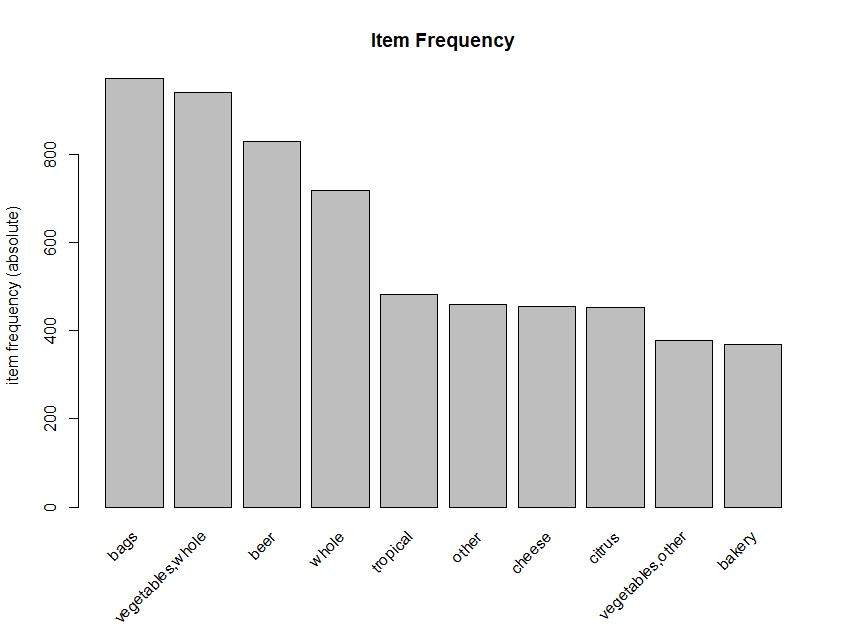 Item Frequency
item frequency (absolute)
800
600
400
200
0
bags
vegetables,whole
beer
whole
tropical
other
cheese
citrus
vegetables,other
bakery